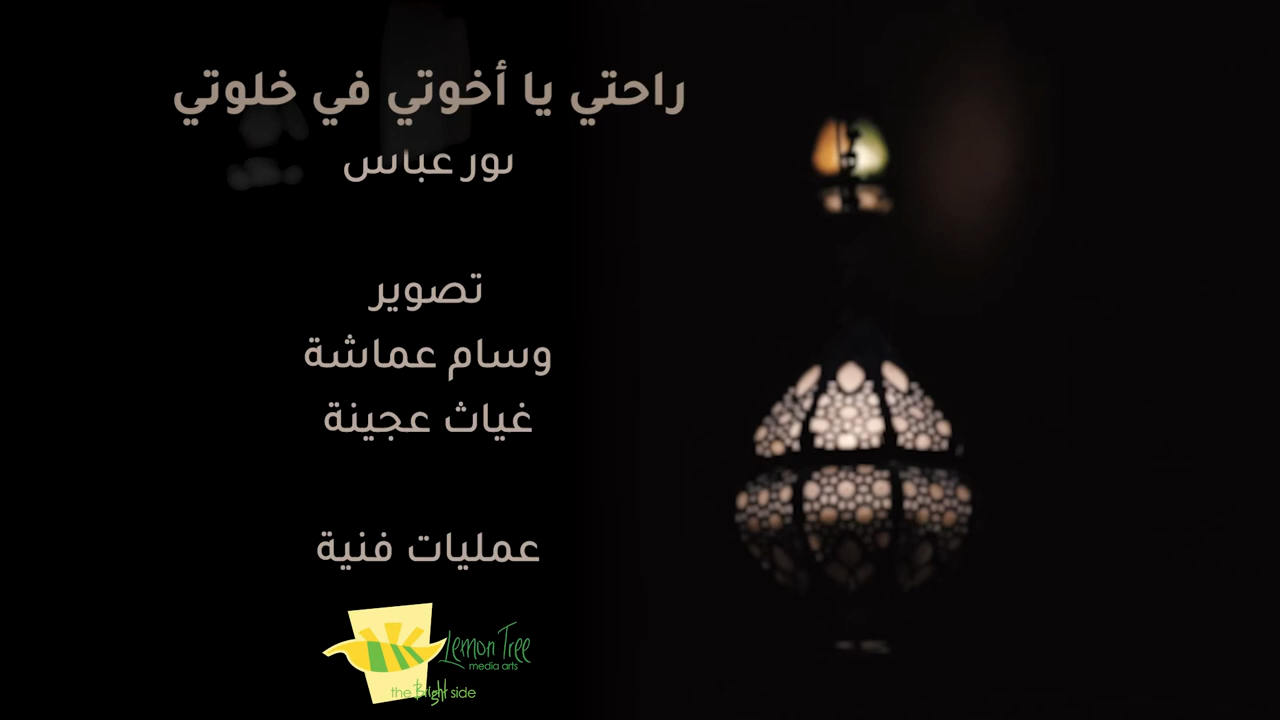 راحتي يا أخوتي في خلوتي
نور عباس
تصوير
وسام عماشة
غياث عجينة
عمليات فنية
Lemon Tree
media arts
the Bright side